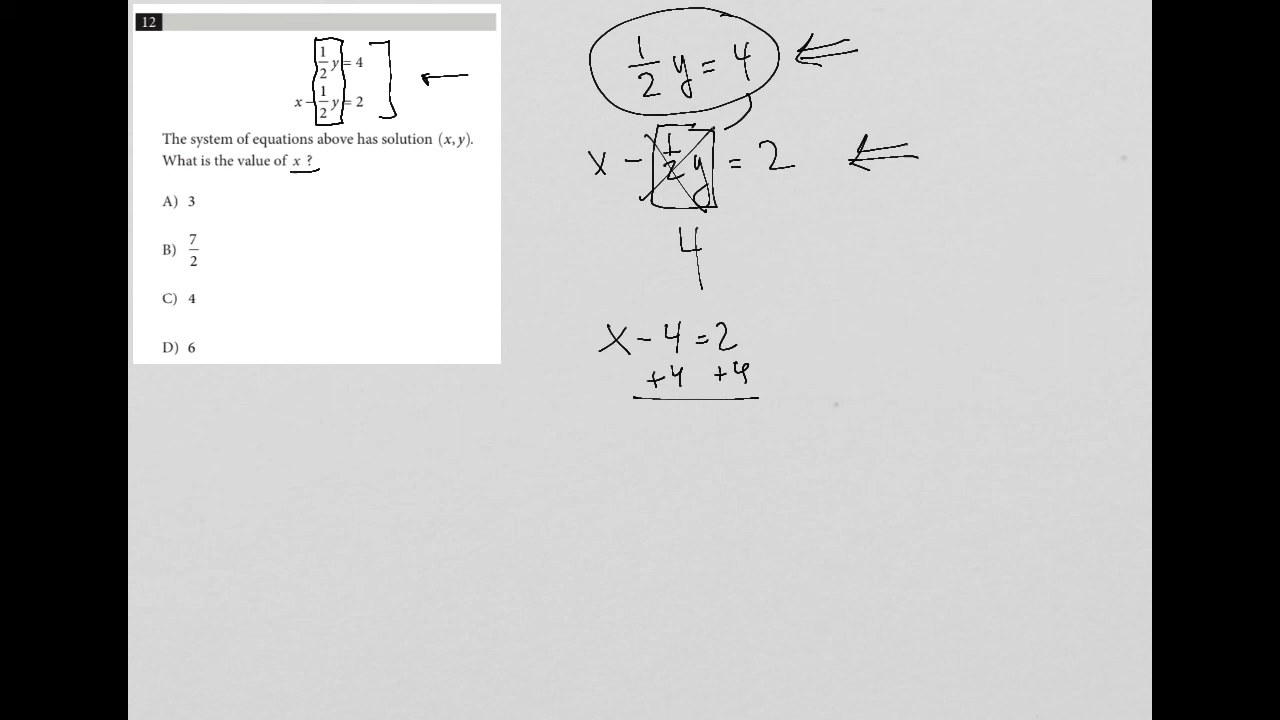 12
1/2 y = 4
x − 1/2 y = 2
The system of equations above has solution (x, y).
What is the value of x ?
A) 3
B) 7/2
C) 4
D) 6
1/2 y = 4
x − 1/2 y = 2
4
x − 4 = 2
+4 +4